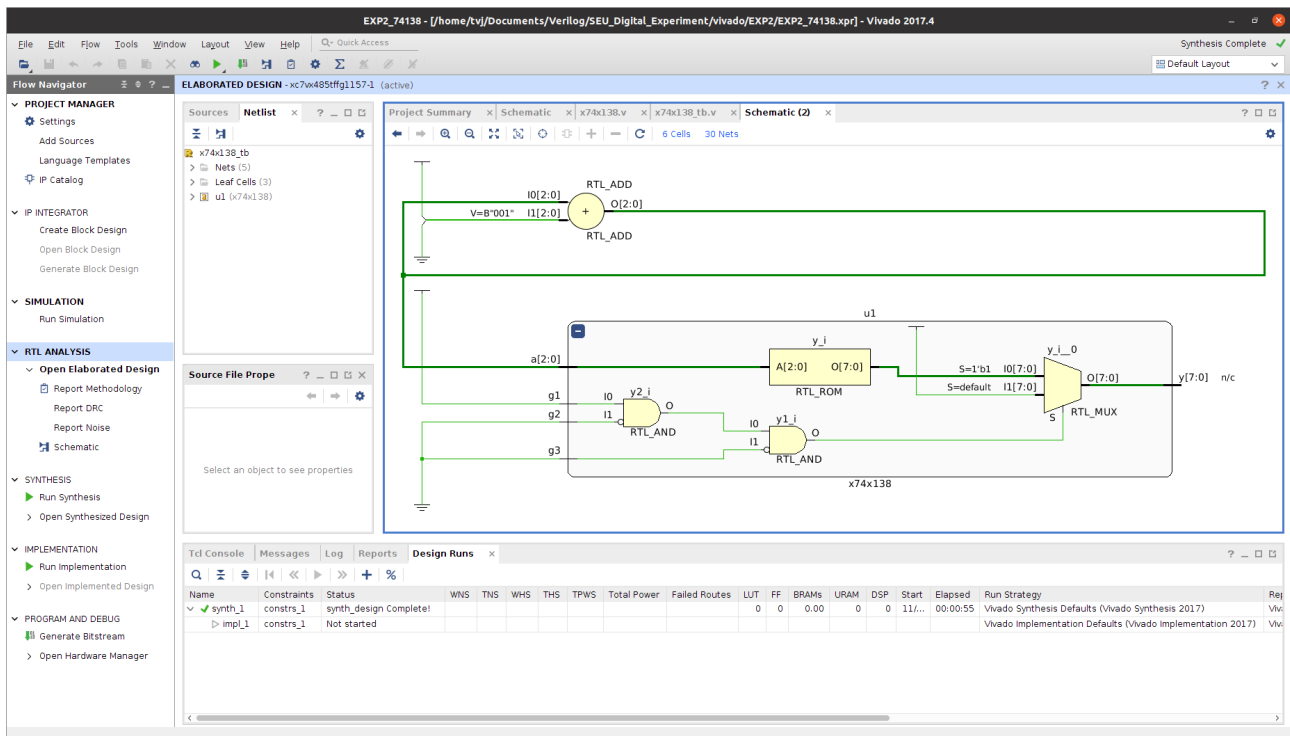 EXP2_74138 - [/home/tvj/Documents/Verilog/SEU_Digital_Experiment/vivado/EXP2/EXP2_74138.xpr] - Vivado 2017.4
File Edit Flow Tools Window Layout View Help Quick Access
Synthesis Complete
Default Layout
Flow Navigator
ELABORATED DESIGN - xc7vx485tffg1157-1 (active)
PROJECT MANAGER
Settings
Add Sources
Language Templates
IP Catalog
IP INTEGRATOR
Create Block Design
Open Block Design
Generate Block Design
SIMULATION
Run Simulation
RTL ANALYSIS
Open Elaborated Design
Report Methodology
Report DRC
Report Noise
Schematic
SYNTHESIS
Run Synthesis
Open Synthesized Design
IMPLEMENTATION
Run Implementation
Open Implemented Design
PROGRAM AND DEBUG
Generate Bitstream
Open Hardware Manager
Sources Netlist
x74x138_tb
Nets (5)
Leaf Cells (3)
u1 (x74x138)
Source File Prope
Select an object to see properties
Project Summary Schematic x74x138.v x74x138_tb.v Schematic (2)
6 Cells 30 Nets
RTL_ADD
I0[2:0]
O[2:0]
V=B"001" I1[2:0]
+
RTL_ADD
u1
y_i
y_i__0
a[2:0]
A[2:0] O[7:0]
S=1'b1 I0[7:0]
O[7:0]
y[7:0] n/c
S=default I1[7:0]
RTL_ROM
RTL_MUX
S
g1
I0
y2_i
O
g2
I1
RTL_AND
I0
y1_i
O
g3
I1
RTL_AND
x74x138
Tcl Console Messages Log Reports Design Runs
Name Constraints Status WNS TNS WHS THS TPWS Total Power Failed Routes LUT FF BRAMs URAM DSP Start Elapsed Run Strategy Rep
synth_1 constrs_1 synth_design Complete! 0 0 0.00 0 0 11/... 00:00:55 Vivado Synthesis Defaults (Vivado Synthesis 2017) Viv
impl_1 constrs_1 Not started Vivado Implementation Defaults (Vivado Implementation 2017) Viv